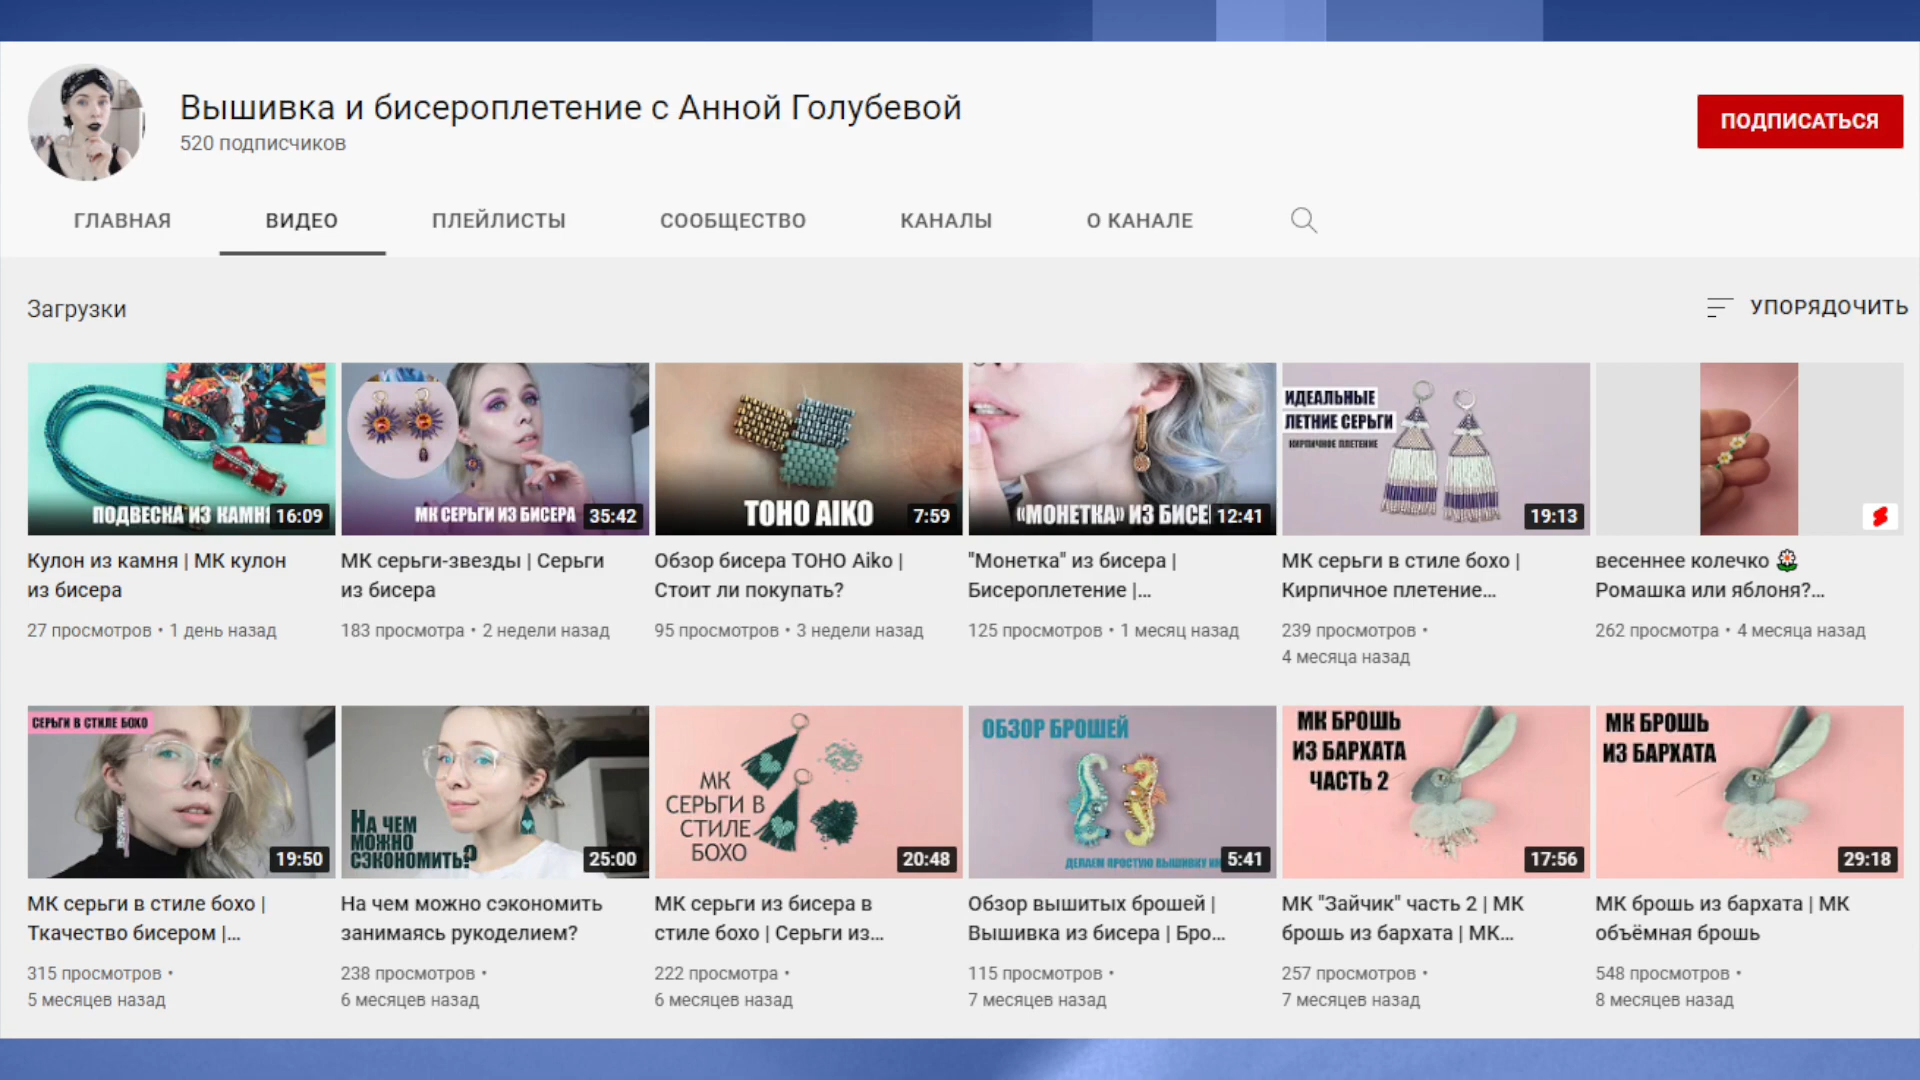 Вышивка и бисероплетение с Анной Голубевой
520 подписчиков
ПОДПИСАТЬСЯ
ГЛАВНАЯ
ВИДЕО
ПЛЕЙЛИСТЫ
СООБЩЕСТВО
КАНАЛЫ
О КАНАЛЕ
Загрузки
УПОРЯДОЧИТЬ
ПОДВЕСКА ИЗ КАМНЯ
16:09
Кулон из камня | МК кулон
из бисера
27 просмотров • 1 день назад
МК СЕРЬГИ ИЗ БИСЕРА
35:42
МК серьги-звезды | Серьги
из бисера
183 просмотра • 2 недели назад
TOHO AIKO
7:59
Обзор бисера TOHO Aiko |
Стоит ли покупать?
95 просмотров • 3 недели назад
«МОНЕТКА» ИЗ БИСЕ
12:41
"Монетка" из бисера |
Бисероплетение |...
125 просмотров • 1 месяц назад
ИДЕАЛЬНЫЕ
ЛЕТНИЕ СЕРЬГИ
КИРПИЧНОЕ ПЛЕТЕНИЕ
19:13
МК серьги в стиле бохо |
Кирпичное плетение...
239 просмотров •
4 месяца назад
весеннее колечко 🌼
Ромашка или яблоня?...
262 просмотра • 4 месяца назад
СЕРЬГИ В СТИЛЕ БОХО
19:50
МК серьги в стиле бохо |
Ткачество бисером |...
315 просмотров •
5 месяцев назад
НА ЧЕМ
МОЖНО
СЭКОНОМИТЬ?
25:00
На чем можно сэкономить
занимаясь рукоделием?
238 просмотров •
6 месяцев назад
МК
СЕРЬГИ В
СТИЛЕ
БОХО
20:48
МК серьги из бисера в
стиле бохо | Серьги из...
222 просмотра •
6 месяцев назад
ОБЗОР БРОШЕЙ
ДЕЛАЕМ ПРОСТУЮ ВЫШИВКУ
5:41
Обзор вышитых брошей |
Вышивка из бисера | Бро...
115 просмотров •
7 месяцев назад
МК БРОШЬ
ИЗ БАРХАТА
ЧАСТЬ 2
17:56
МК "Зайчик" часть 2 | МК
брошь из бархата | МК...
257 просмотров •
7 месяцев назад
МК БРОШЬ
ИЗ БАРХАТА
29:18
МК брошь из бархата | МК
объёмная брошь
548 просмотров •
8 месяцев назад